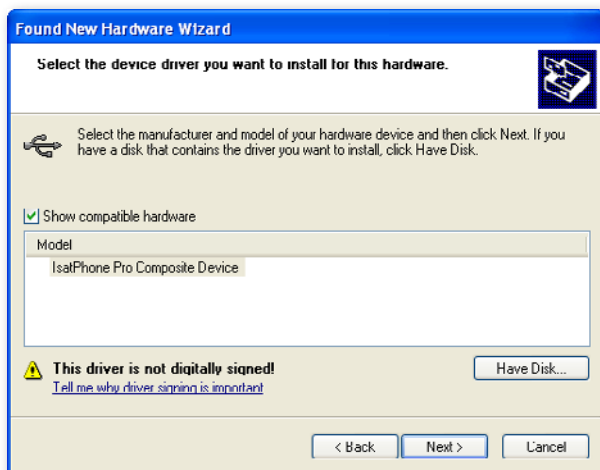 Found New Hardware Wizard
Select the device driver you want to install for this hardware.
Select the manufacturer and model of your hardware device and then click Next. If you
have a disk that contains the driver you want to install, click Have Disk.
Show compatible hardware
Model
IsatPhone Pro Composite Device
This driver is not digitally signed!
Have Disk...
Tell me why driver signing is important
< Back
Next >
Cancel